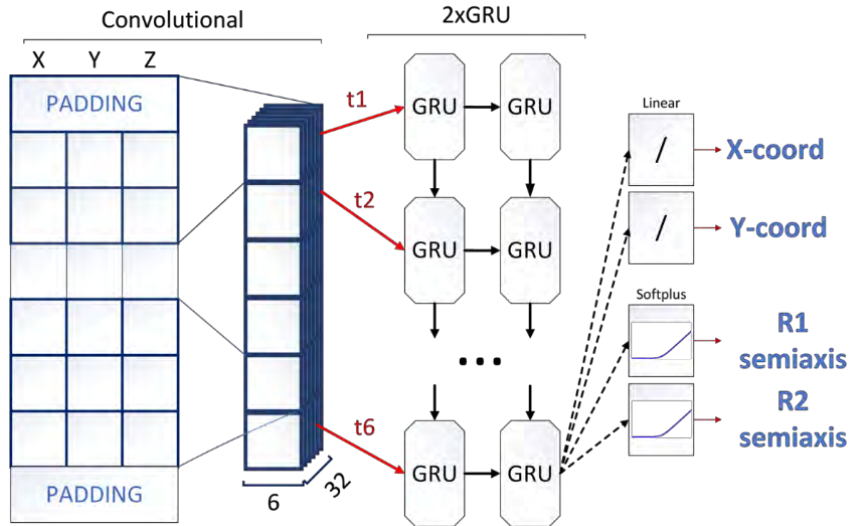 Convolutional
2xGRU
X Y Z
PADDING
t1
GRU
GRU
Linear
/
X-coord
t2
GRU
GRU
/
Y-coord
Softplus
R1
semiaxis
...
R2
semiaxis
t6
GRU
GRU
PADDING
6
32